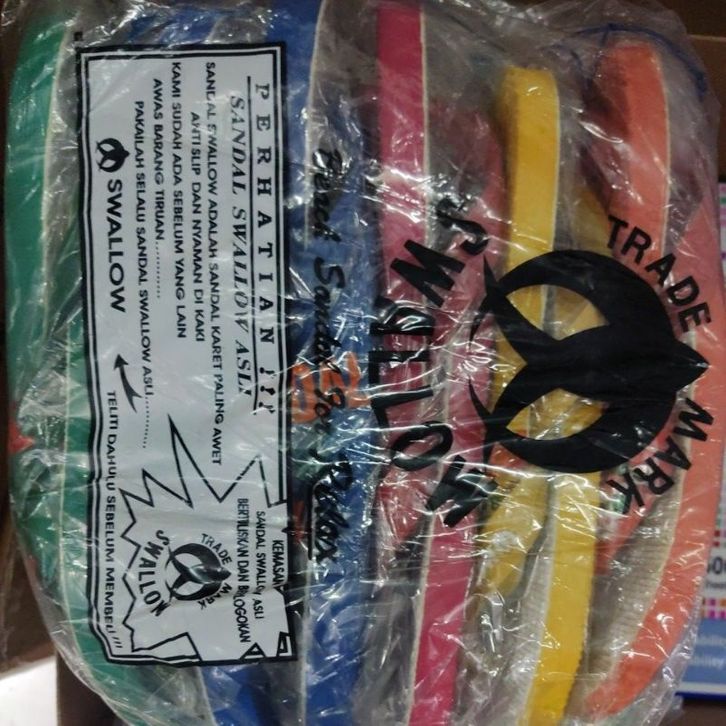 PERHATIAN !!!
SANDAL SWALLOW ASLI
SANDAL SWALLOW ADALAH SANDAL KARET PALING AWET
ANTI SLIP DAN NYAMAN DI KAKI
KAMI SUDAH ADA SEBELUM YANG LAIN
AWAS BARANG TIRUAN............
PAKAILAH SELALU SANDAL SWALLOW ASLI............
SWALLOW
TELITI DAHULU SEBELUM MEMBELI !!!
KEMASAN
SANDAL SWALLOW ASLI
BERTULISKAN DAN BERLOGOKAN
TRADE MARK
SWALLOW
Sandal for
TRADE MARK
SWALLOW